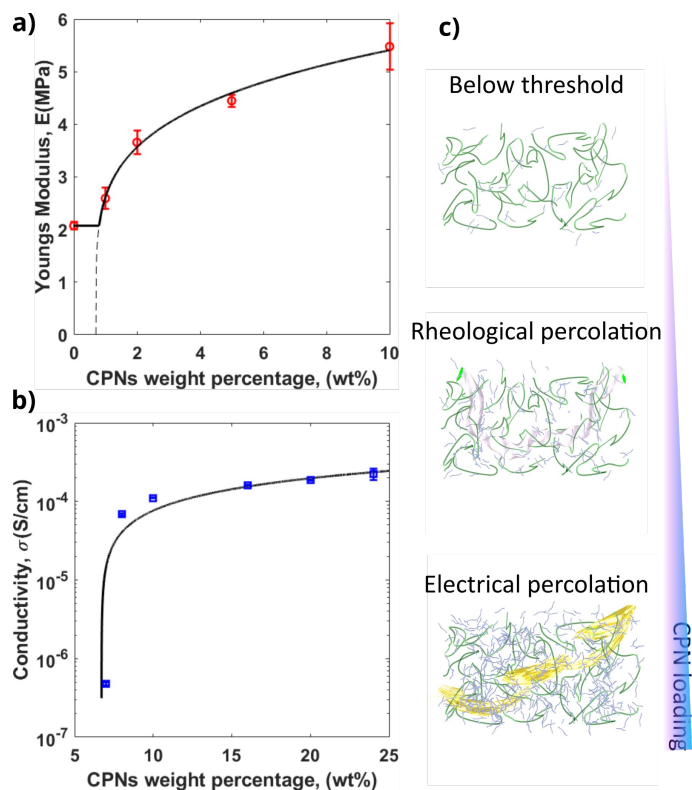 a)
Youngs Modulus, E(MPa)
6
5
4
3
2
1
0
0 2 4 6 8 10
CPNs weight percentage, (wt%)
b)
Conductivity, σ(S/cm)
10-3
10-4
10-5
10-6
10-7
5 10 15 20 25
CPNs weight percentage, (wt%)
c)
Below threshold
Rheological percolation
Electrical percolation
CPN loading